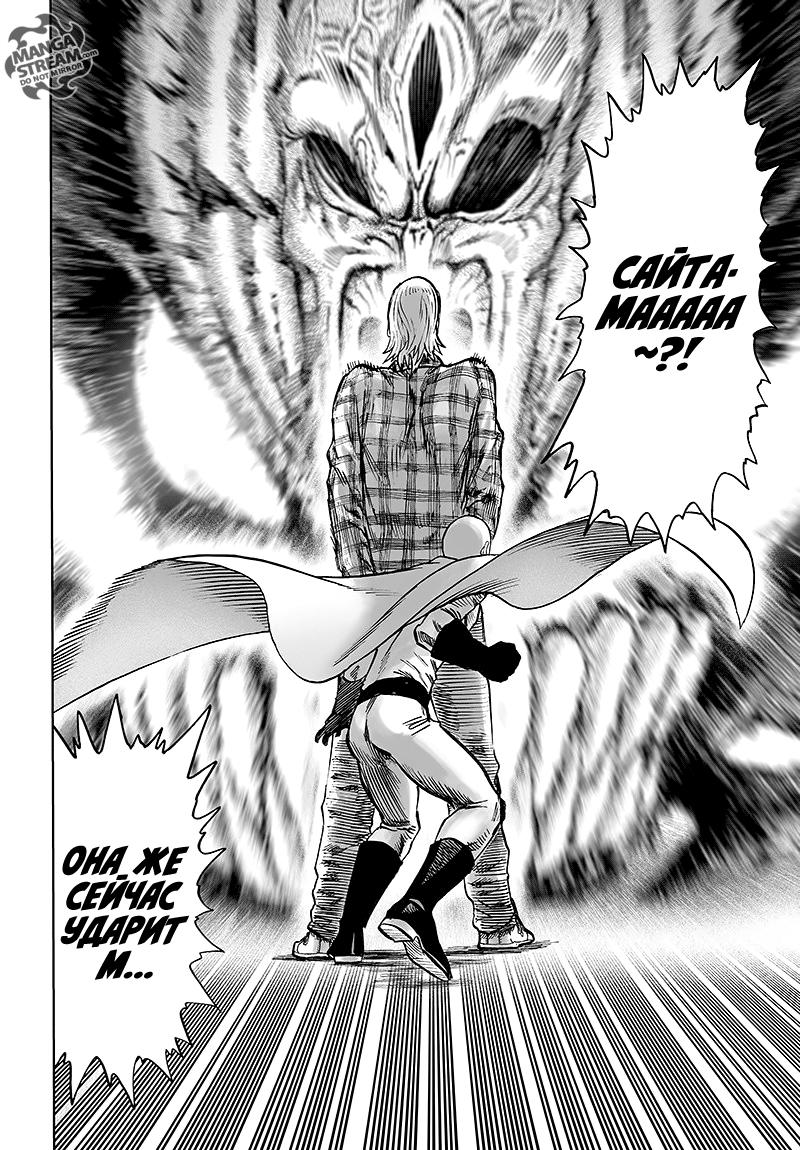 MANGA
STREAM.com
DO NOT MIRROR
САЙТА-
МААААА
~?!
ОНА ЖЕ
СЕЙЧАС
УДАРИТ
М...